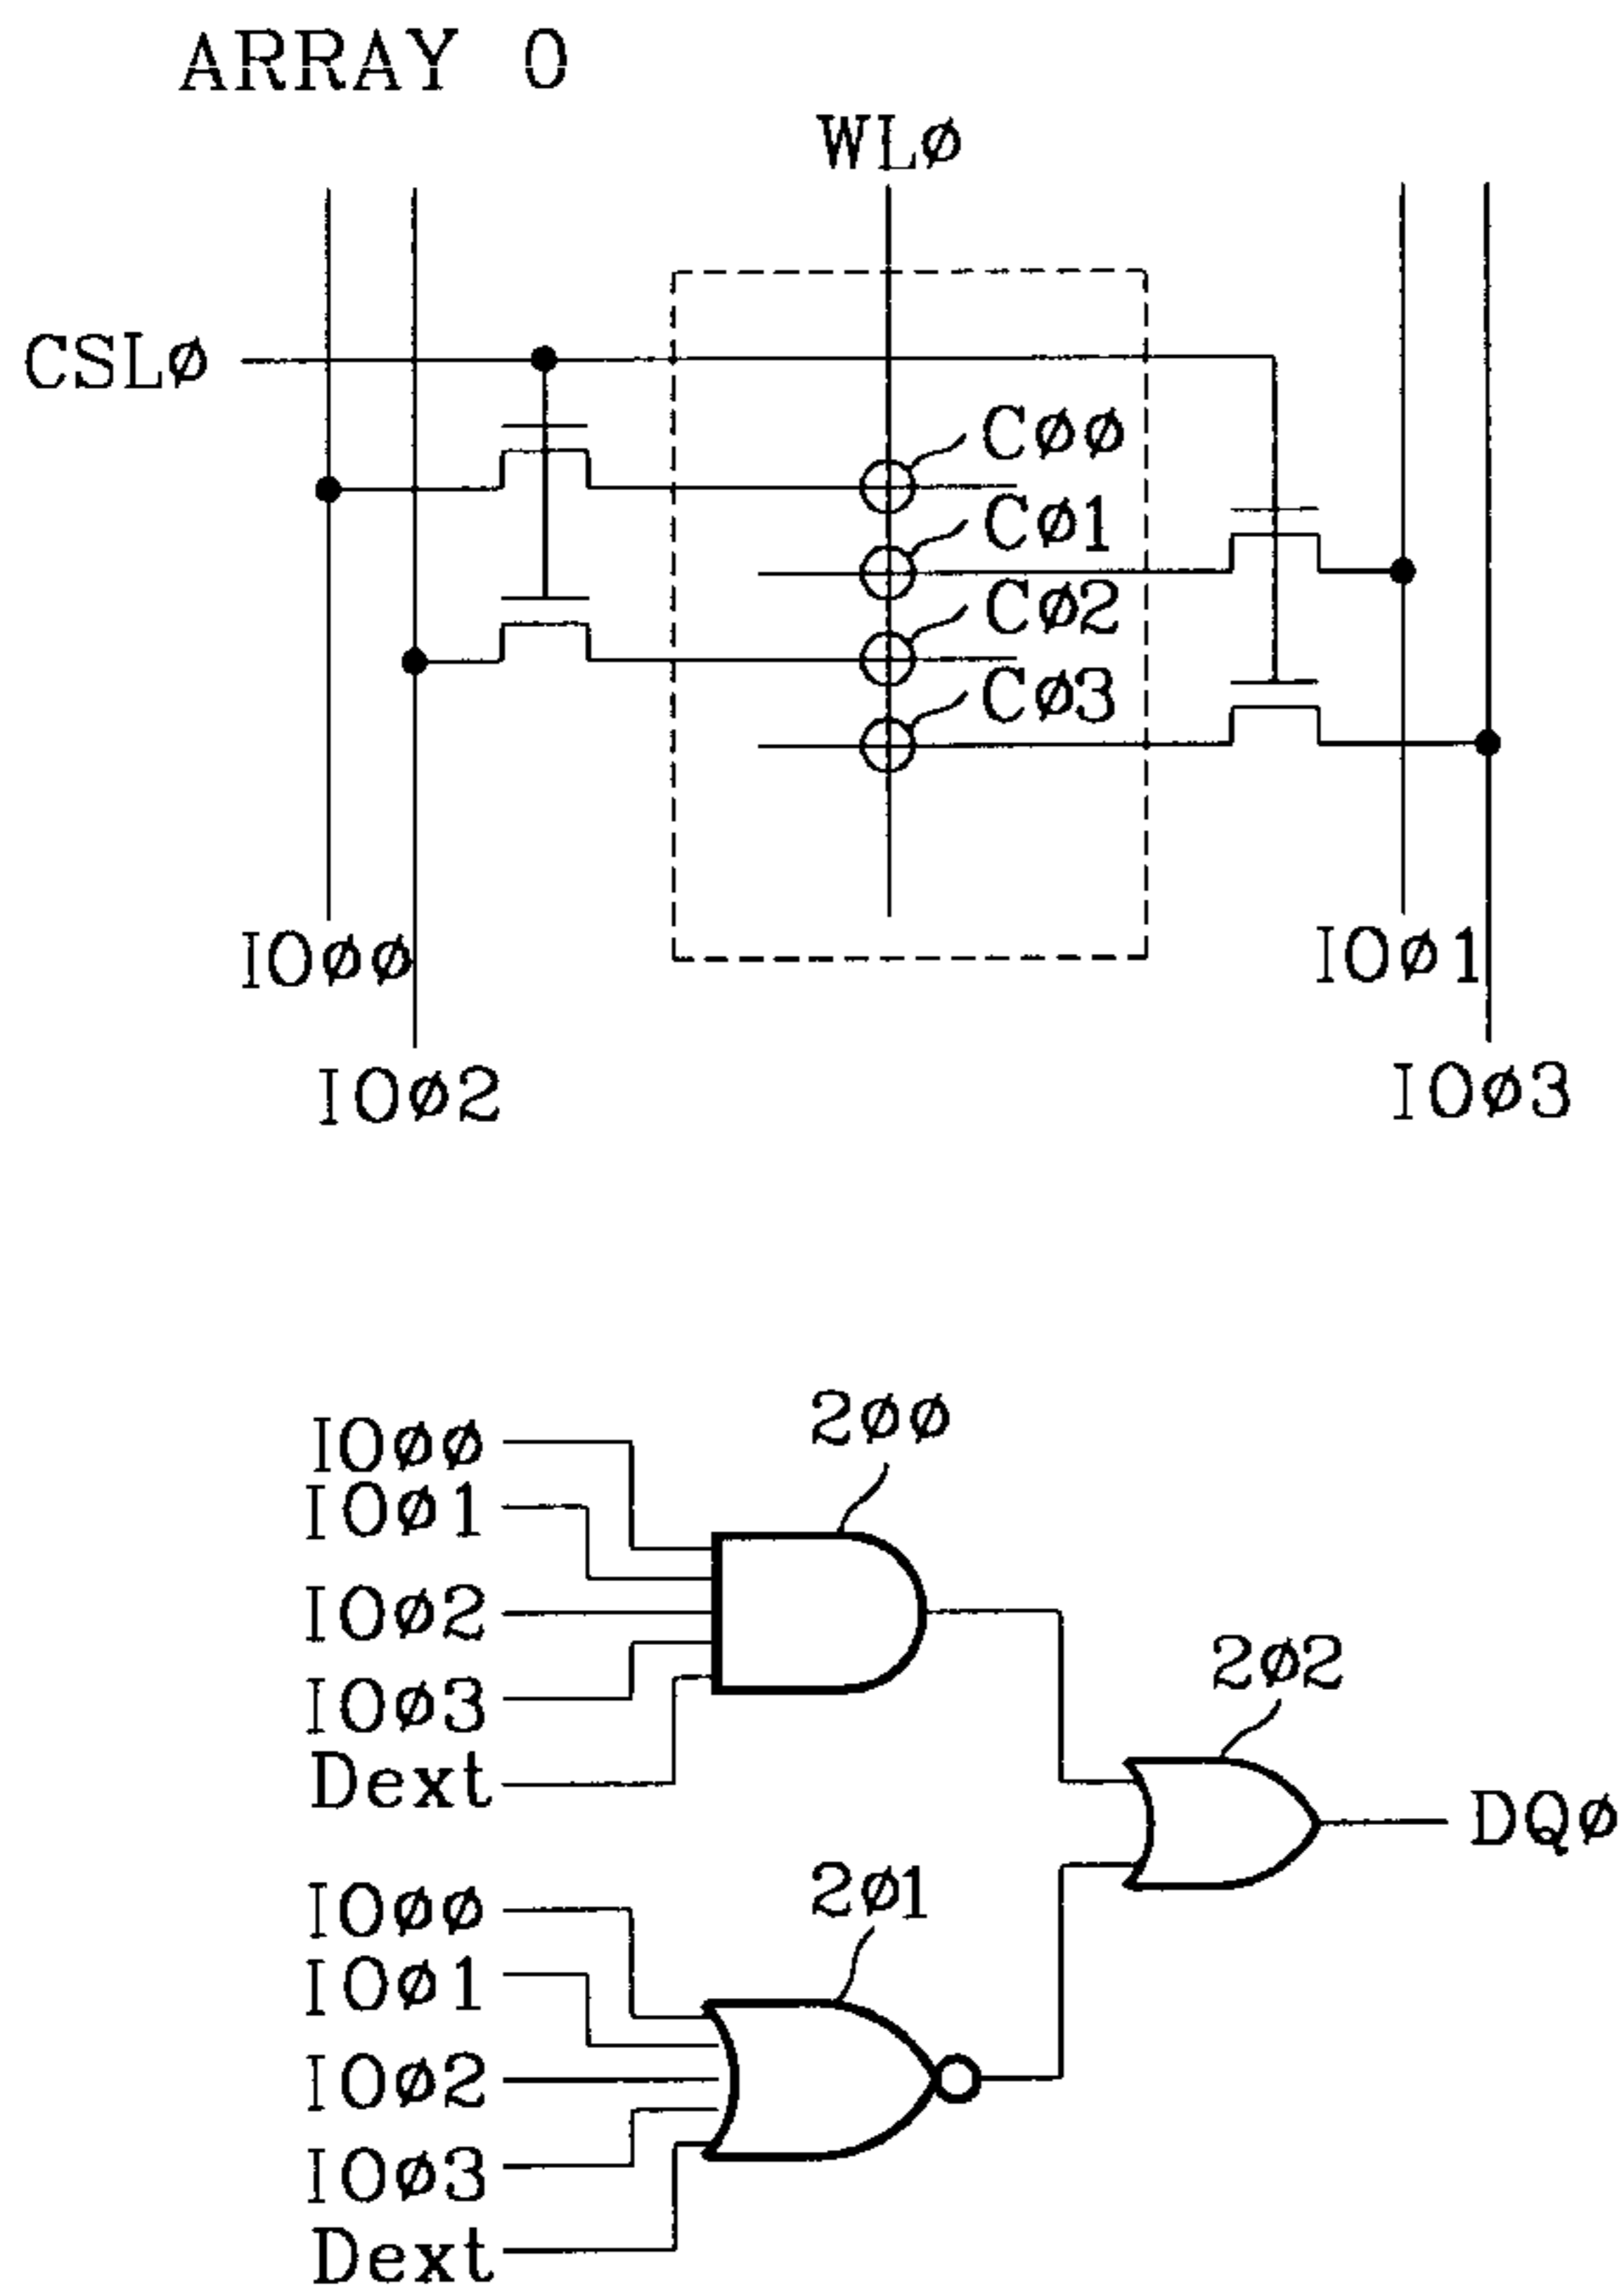 ARRAY 0
WLø
CSLø
Cøø
Cø1
Cø2
Cø3
IOøø
IOø1
IOø2
IOø3
IOøø
2øø
IOø1
IOø2
2ø2
IOø3
Dext
DQø
IOøø
2ø1
IOø1
IOø2
IOø3
Dext